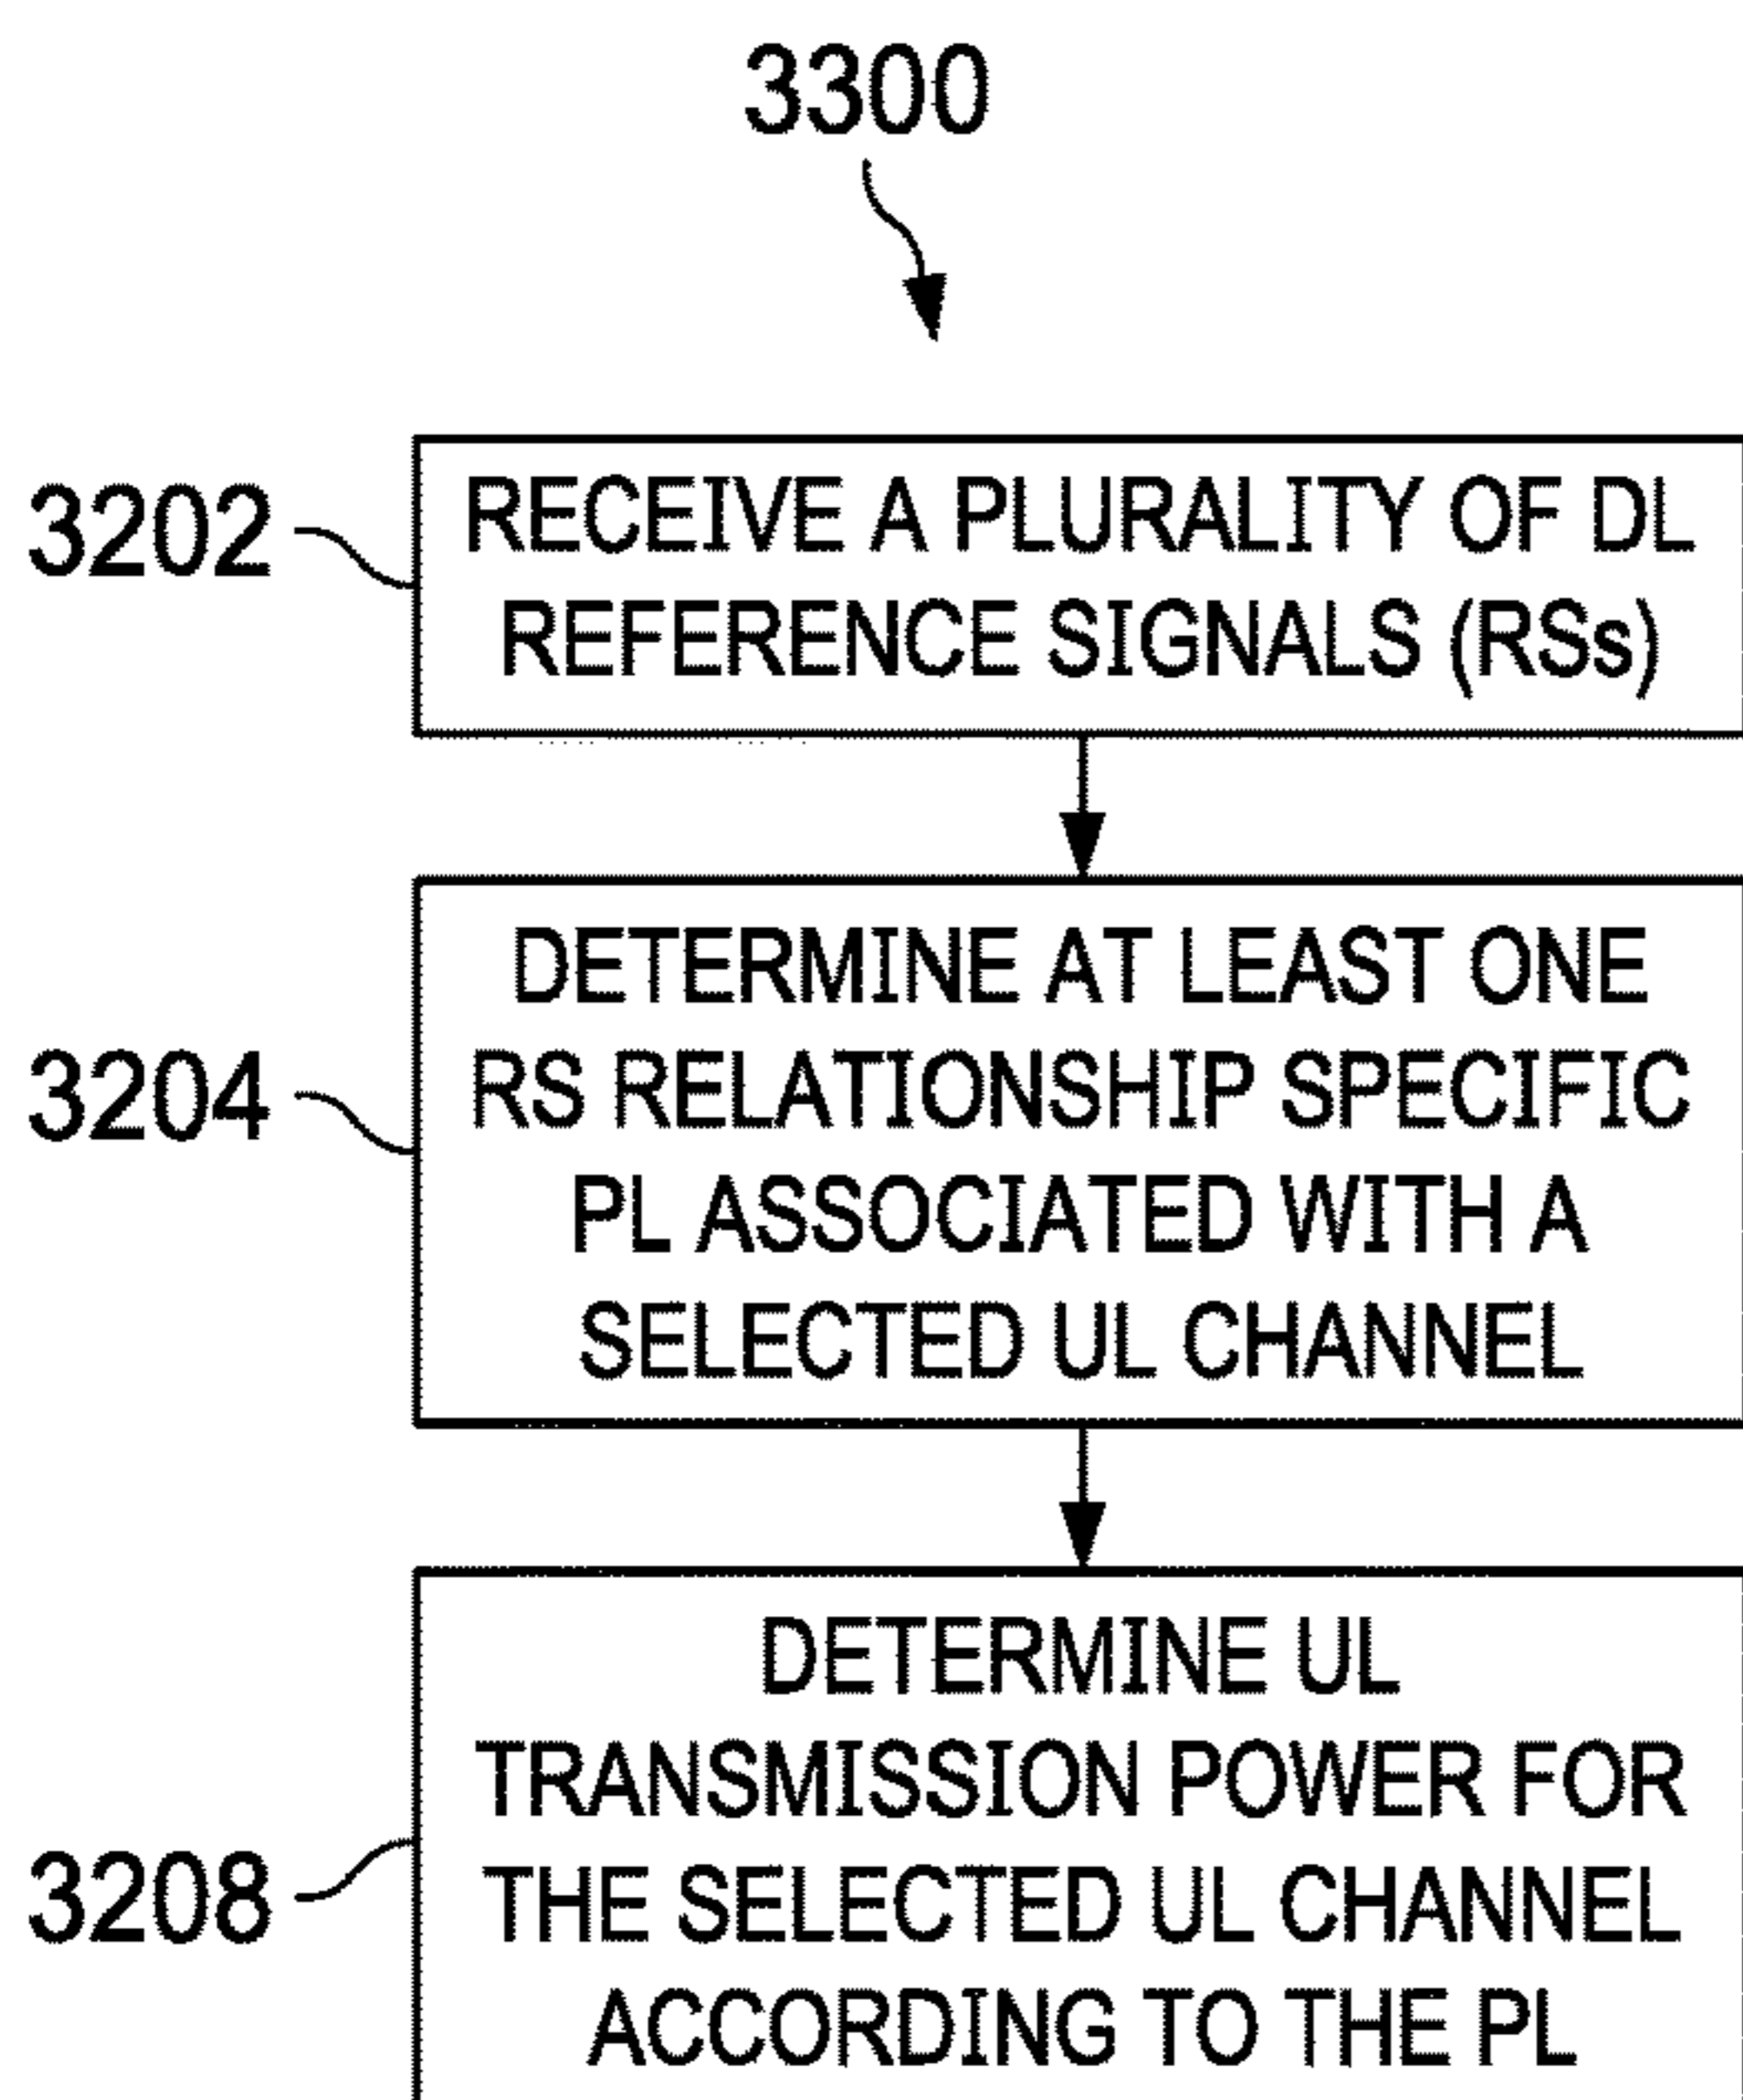 3300
3202
RECEIVE A PLURALITY OF DL
REFERENCE SIGNALS (RSs)
3204
DETERMINE AT LEAST ONE
RS RELATIONSHIP SPECIFIC
PL ASSOCIATED WITH A
SELECTED UL CHANNEL
3208
DETERMINE UL
TRANSMISSION POWER FOR
THE SELECTED UL CHANNEL
ACCORDING TO THE PL